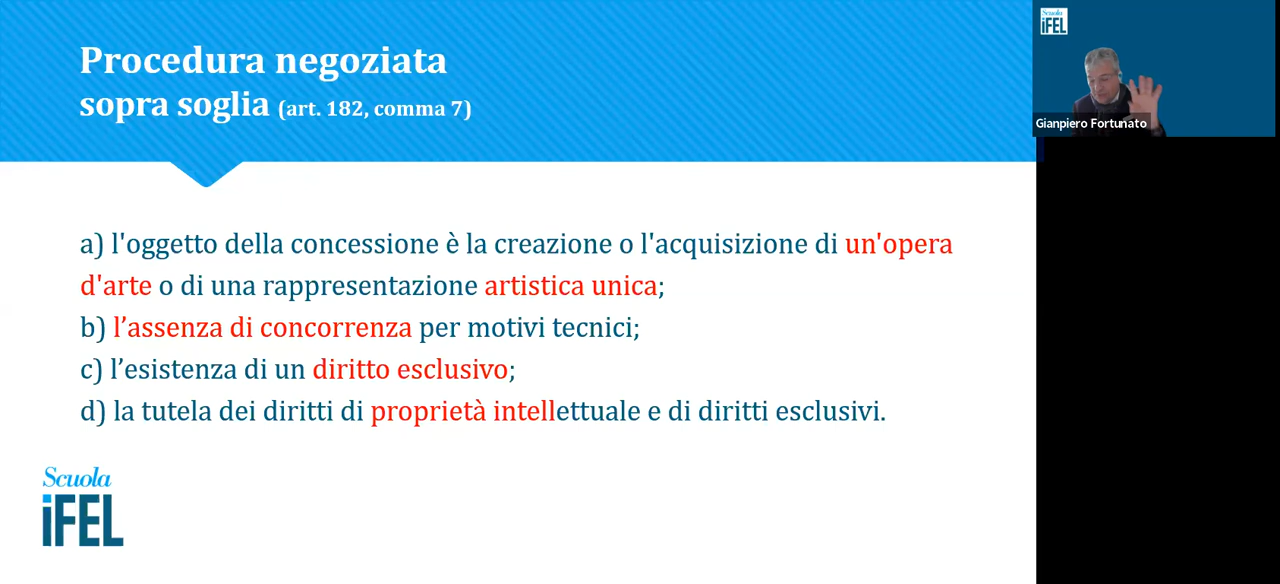 Procedura negoziata
sopra soglia (art. 182, comma 7)
a) l'oggetto della concessione è la creazione o l'acquisizione di un'opera
d'arte o di una rappresentazione artistica unica;
b) l’assenza di concorrenza per motivi tecnici;
c) l’esistenza di un diritto esclusivo;
d) la tutela dei diritti di proprietà intellettuale e di diritti esclusivi.
Scuola
iFEL
Scuola
iFEL
Gianpiero Fortunato